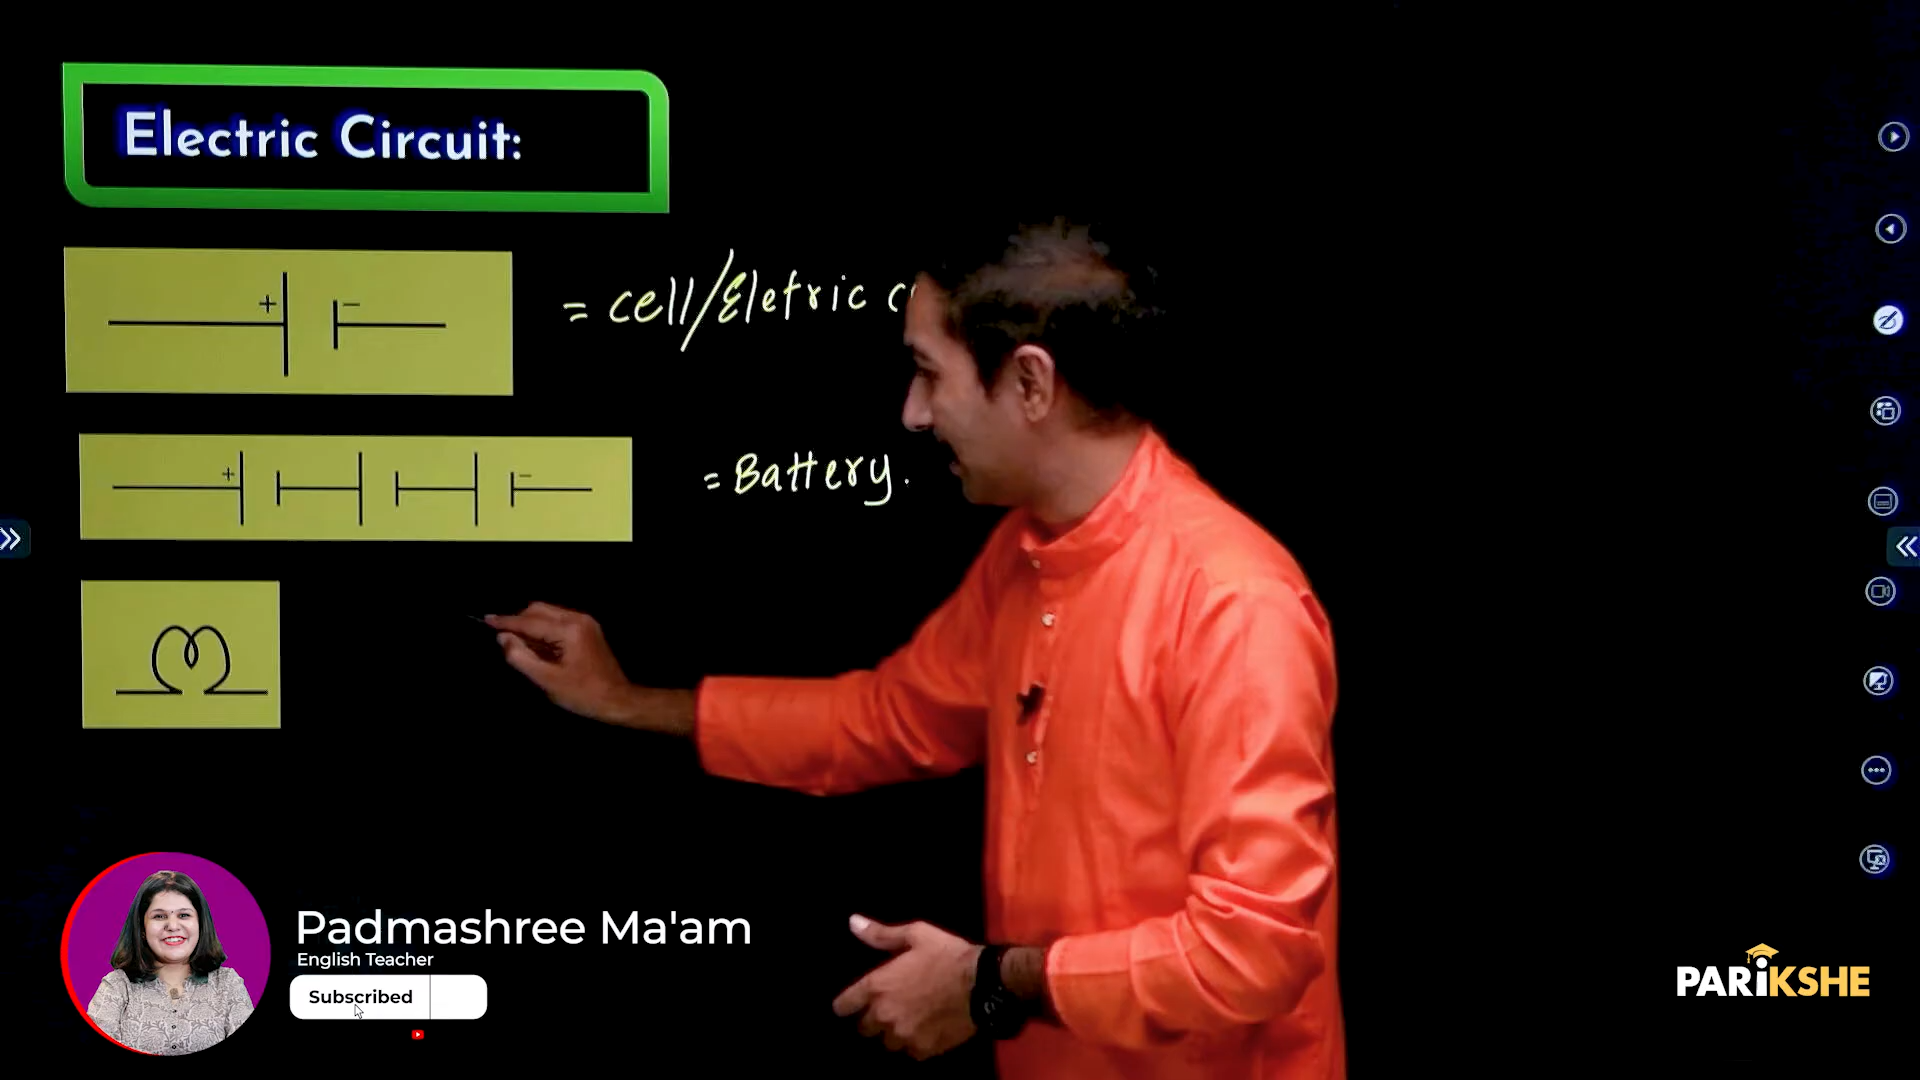 Electric Circuit:
+ −
= cell/Eletric
+ −
= Battery.
Padmashree Ma'am
English Teacher
Subscribed
PARiKSHE